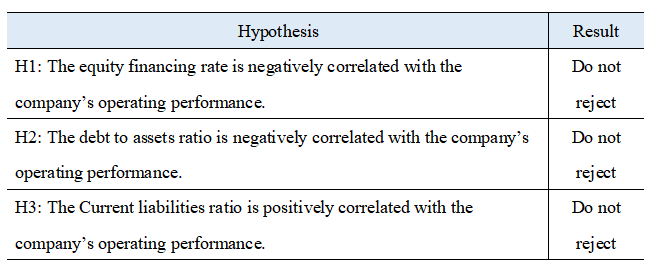 Hypothesis Result
H1: The equity financing rate is negatively correlated with the Do not
company's operating performance. reject
H2: The debt to assets ratio is negatively correlated with the company's Do not
operating performance. reject
H3: The Current liabilities ratio is positively correlated with the Do not
company's operating performance. reject